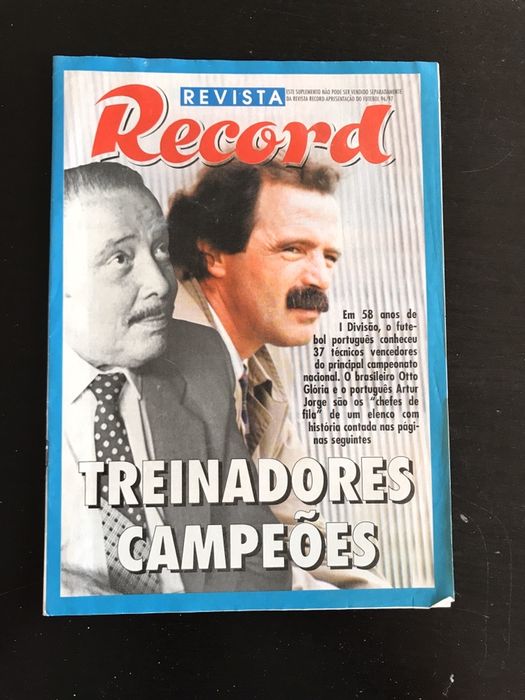 REVISTA
ESTE SUPLEMENTO NÃO PODE SER VENDIDO SEPARADAMENTE
DA REVISTA RECORD-APRESENTAÇÃO DO FUTEBOL 96/97
Record
Em 58 anos de
I Divisão, o fute-
bol português conheceu
37 técnicos vencedores
do principal campeonato
nacional. O brasileiro Otto
Glória e o português Artur
Jorge são os "chefes de
fila" de um elenco com
história contada nas pági-
nas seguintes
TREINADORES
CAMPEÕES